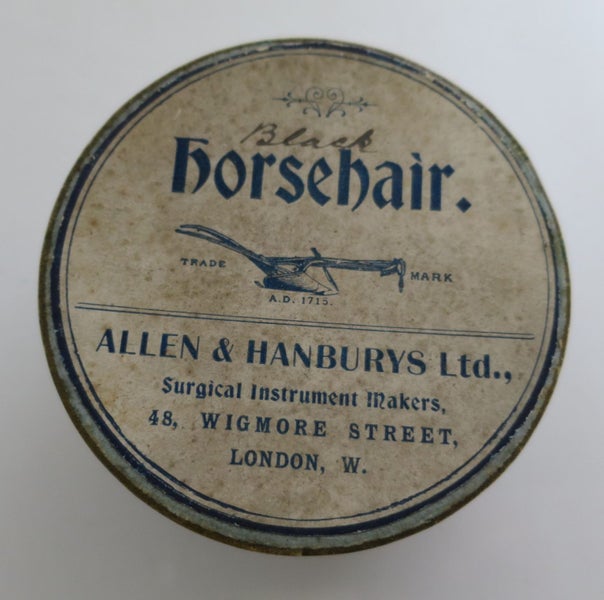 Black
Horsehair.
TRADE MARK
A.D. 1715.
ALLEN & HANBURYS Ltd.,
Surgical Instrument Makers,
48, WIGMORE STREET,
LONDON, W.